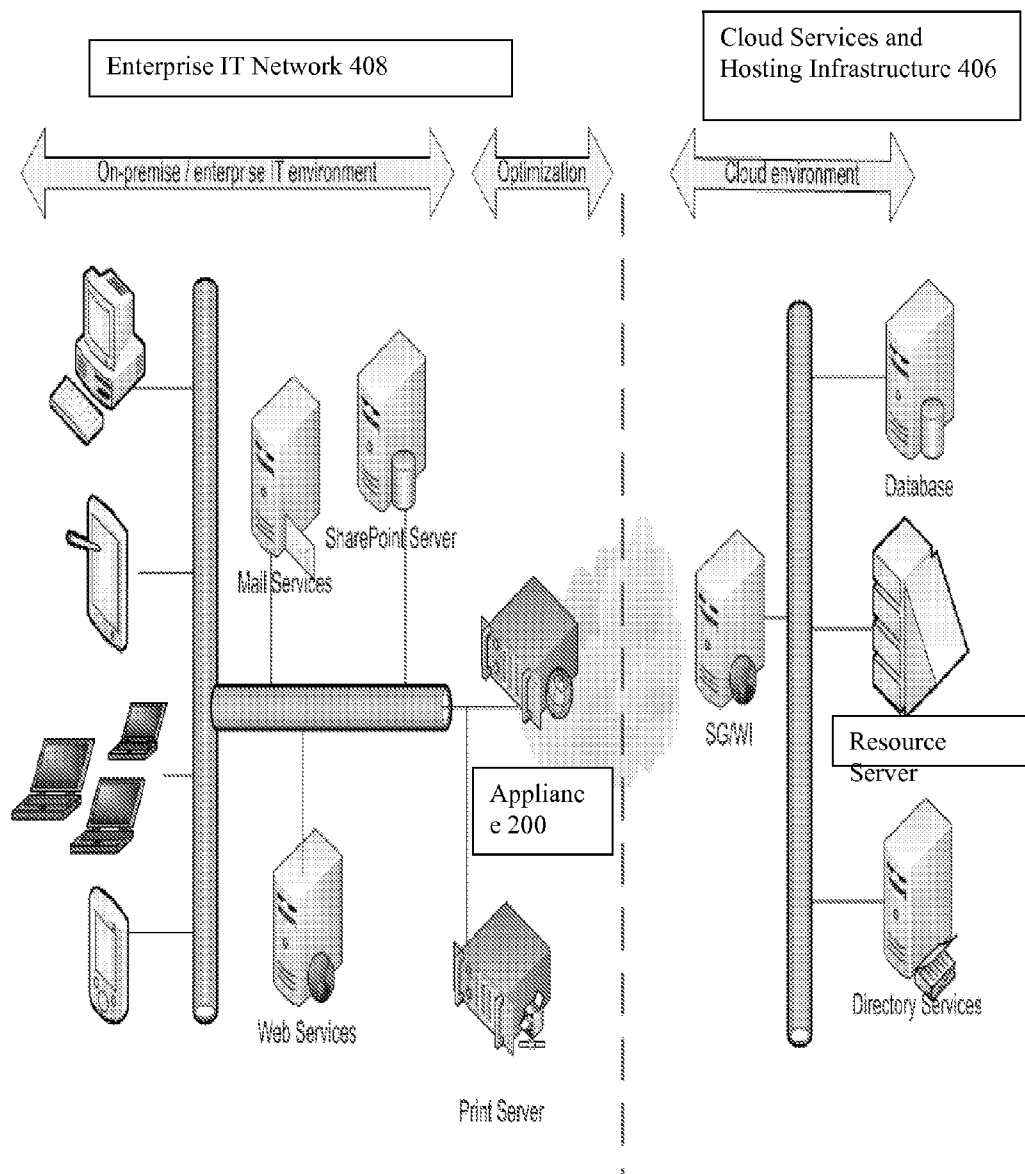 Enterprise IT Network 408
Cloud Services and
Hosting Infrastructure 406
On-premise / enterprise IT environment
Optimization
Cloud environment
Database
SharePoint Server
Mail Services
SG/WI
Resource
Server
Applianc
e 200
Web Services
Directory Services
Print Server